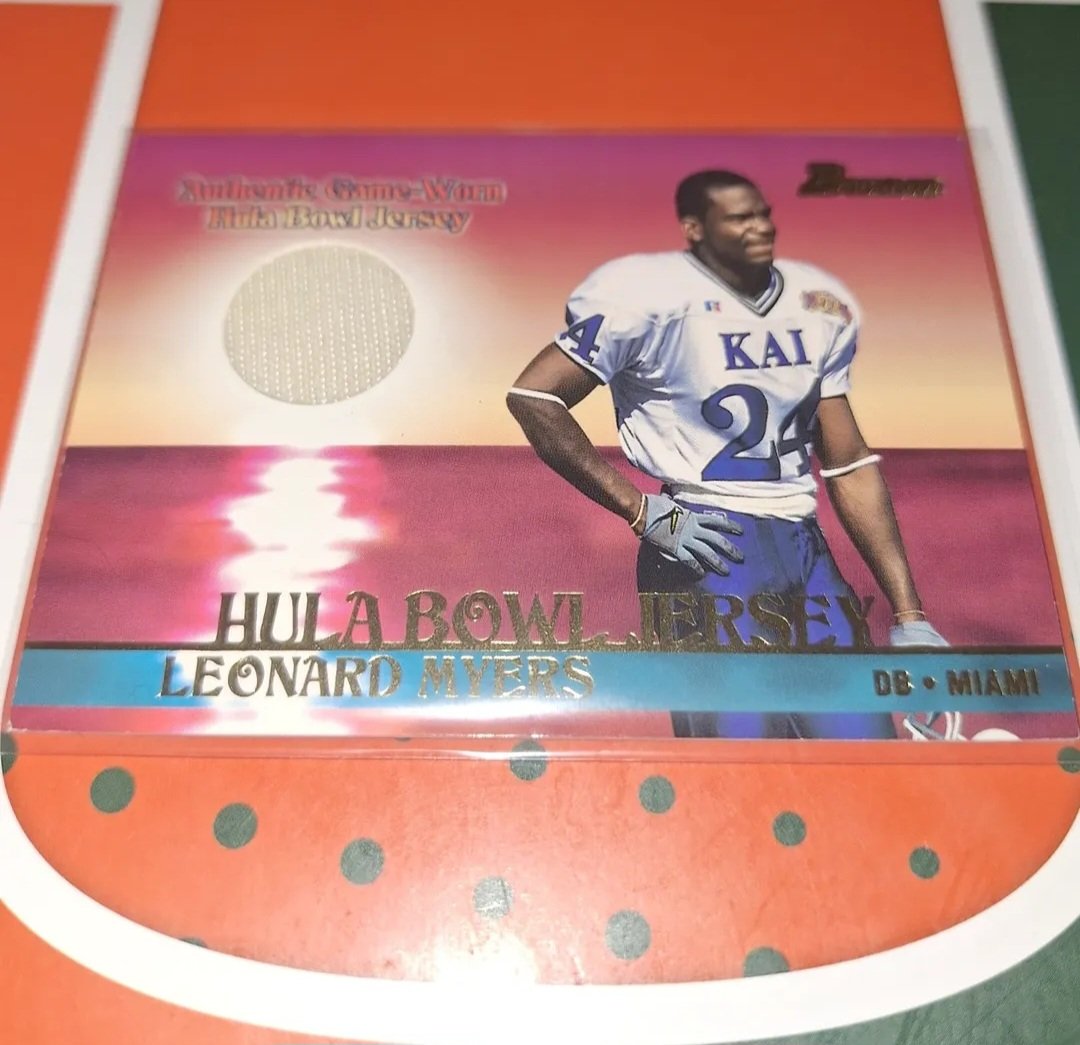 Authentic Game-Worn
Hula Bowl Jersey
Bowman
KAI
24
24
HULA BOWL JERSEY
LEONARD MYERS
DB • MIAMI